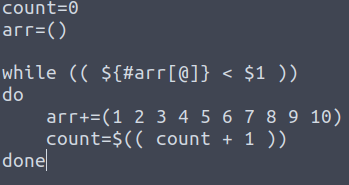 count=0
arr=()

while (( ${#arr[@]} < $1 ))
do
    arr+=(1 2 3 4 5 6 7 8 9 10)
    count=$(( count + 1 ))
done